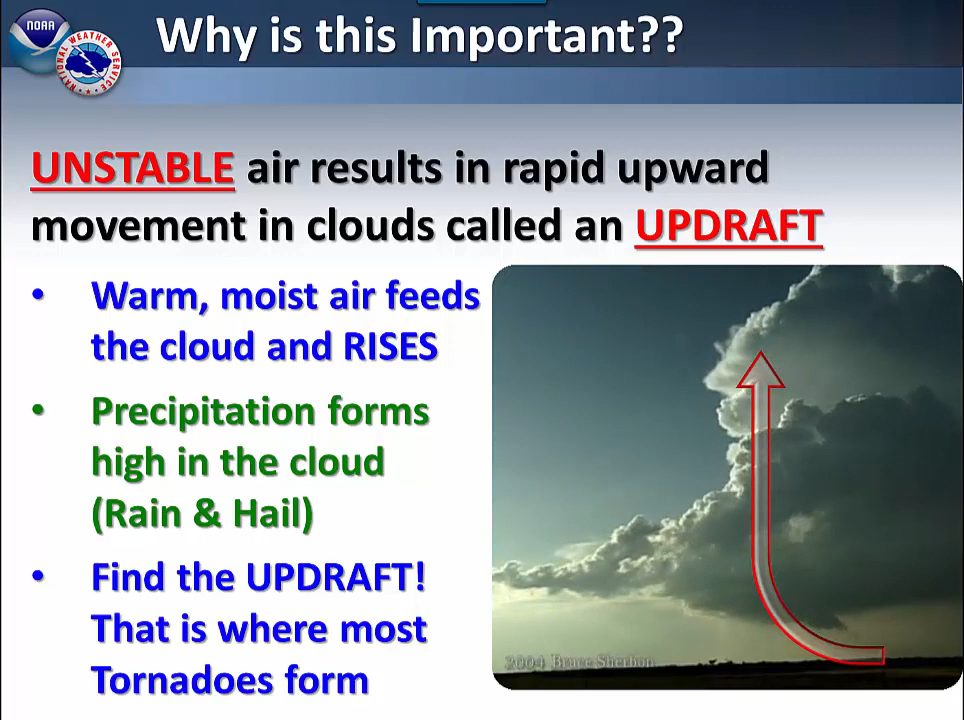 NOAA
NATIONAL WEATHER SERVICE
Why is this Important??
UNSTABLE air results in rapid upward
movement in clouds called an UPDRAFT
• Warm, moist air feeds
the cloud and RISES
• Precipitation forms
high in the cloud
(Rain & Hail)
• Find the UPDRAFT!
That is where most
Tornadoes form
2004 Bruce